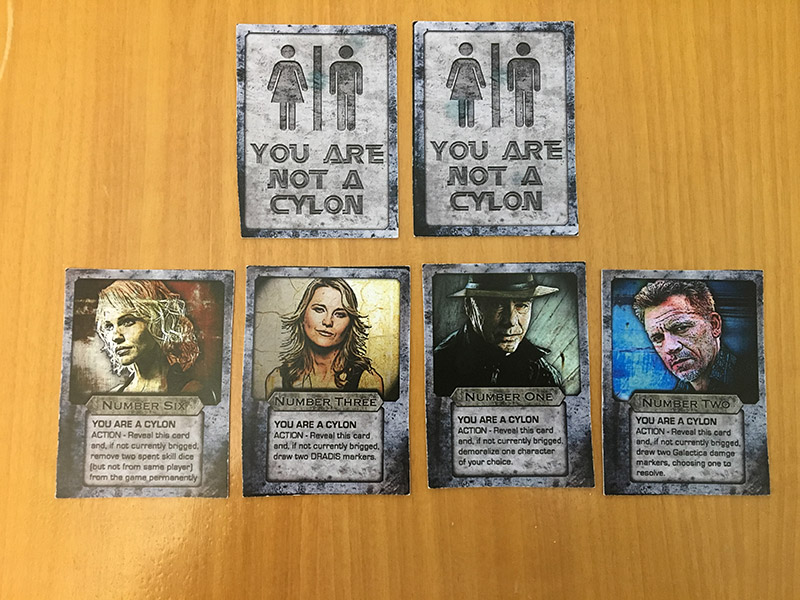 YOU ARE
NOT A
CYLON
YOU ARE
NOT A
CYLON
NUMBER SIX
YOU ARE A CYLON
ACTION - Reveal this card
and, if not currently brigged,
remove two spent skill dice
(but not from same player)
from the game permanently
NUMBER THREE
YOU ARE A CYLON
ACTION - Reveal this card
and, if not currently brigged,
draw two DRADIS markers.
NUMBER ONE
YOU ARE A CYLON
ACTION - Reveal this card
and, if not currently brigged,
demoralize one character
of your choice.
NUMBER TWO
YOU ARE A CYLON
ACTION - Reveal this card
and, if not currently brigged,
draw two Galactica damge
markers, choosing one to
resolve.